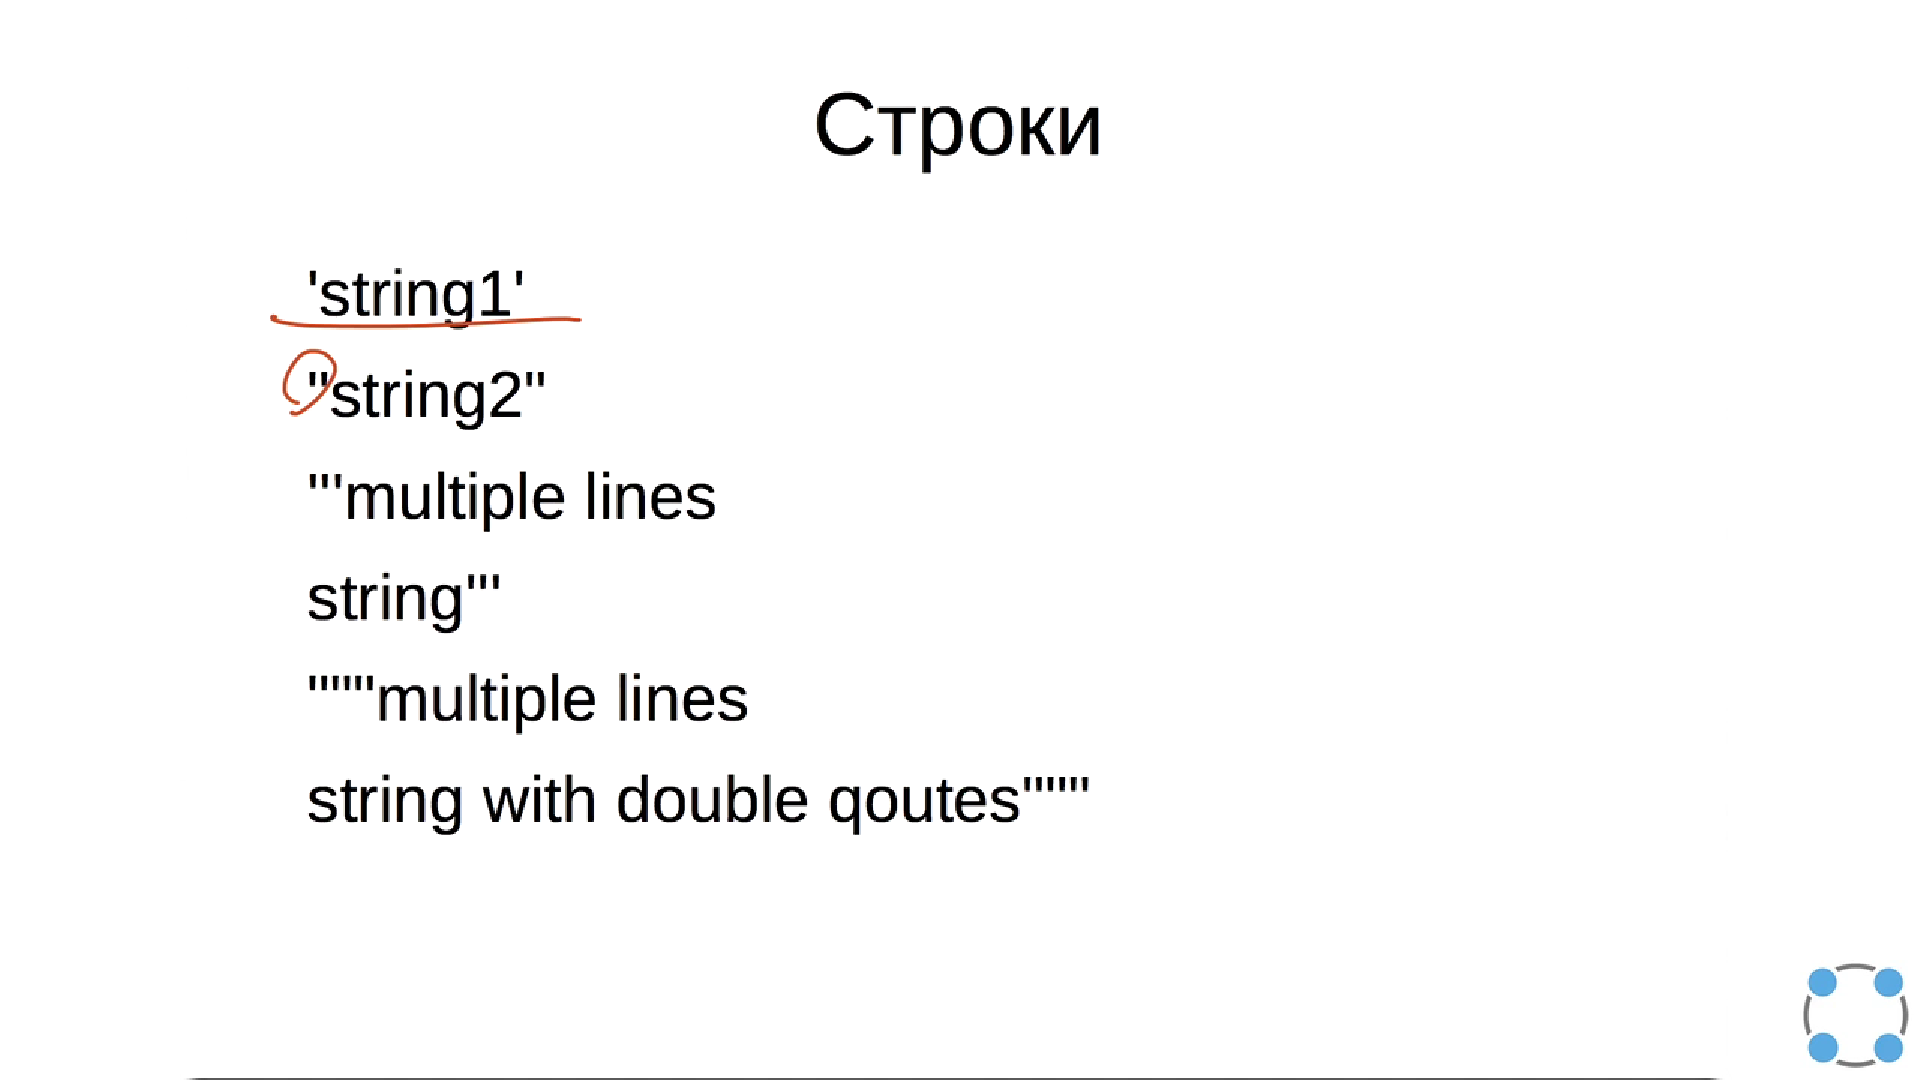 Строки
'string1'
"string2"
'''multiple lines
string'''
"""multiple lines
string with double qoutes"""